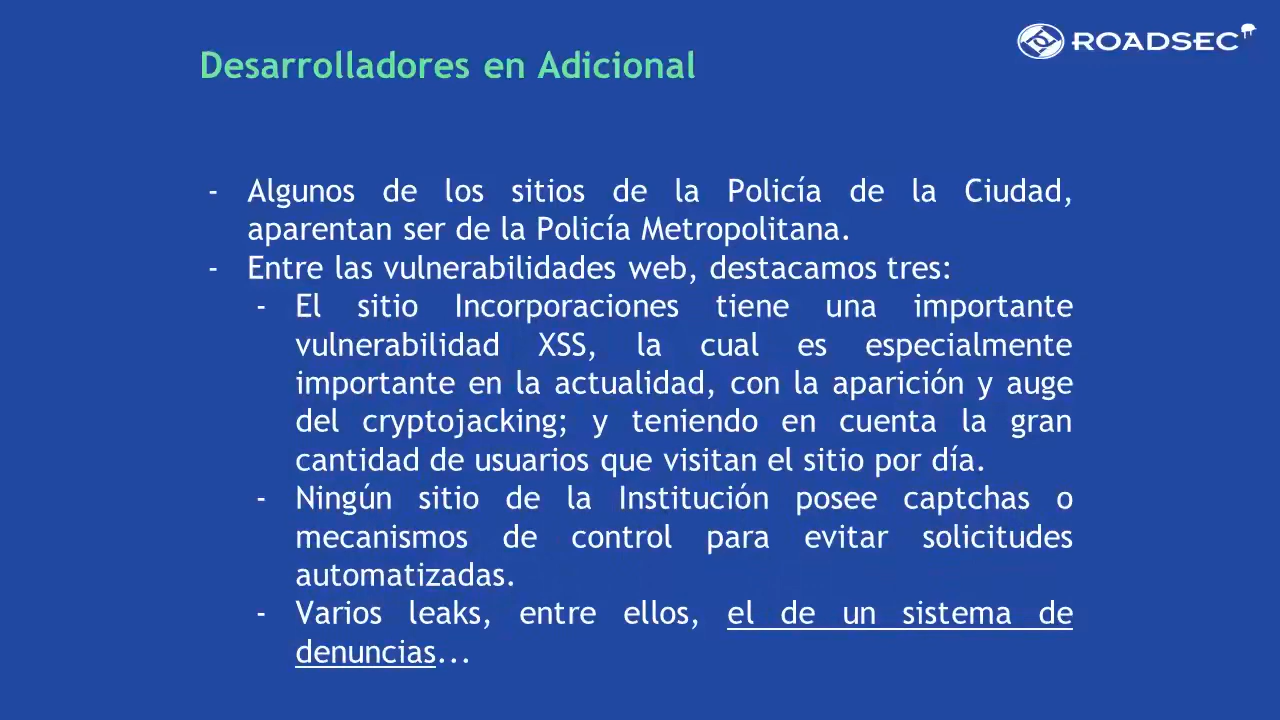 ROADSEC
Desarrolladores en Adicional
- Algunos de los sitios de la Policía de la Ciudad,
aparentan ser de la Policía Metropolitana.
- Entre las vulnerabilidades web, destacamos tres:
- El sitio Incorporaciones tiene una importante
vulnerabilidad XSS, la cual es especialmente
importante en la actualidad, con la aparición y auge
del cryptojacking; y teniendo en cuenta la gran
cantidad de usuarios que visitan el sitio por día.
- Ningún sitio de la Institución posee captchas o
mecanismos de control para evitar solicitudes
automatizadas.
- Varios leaks, entre ellos, el de un sistema de
denuncias...